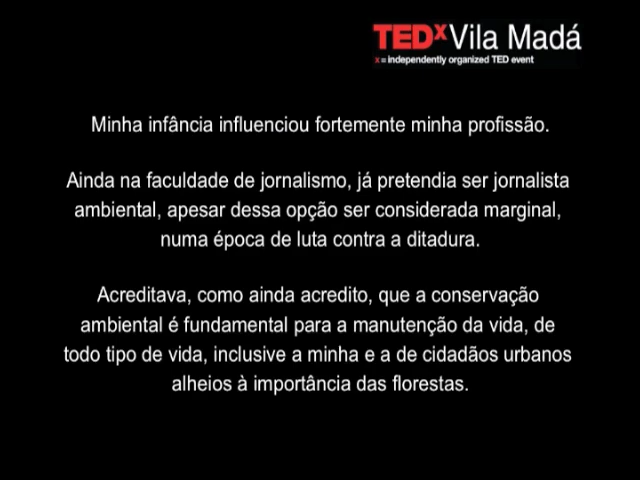 TEDxVila Madá
x = independently organized TED event
Minha infância influenciou fortemente minha profissão.
Ainda na faculdade de jornalismo, já pretendia ser jornalista
ambiental, apesar dessa opção ser considerada marginal,
numa época de luta contra a ditadura.
Acreditava, como ainda acredito, que a conservação
ambiental é fundamental para a manutenção da vida, de
todo tipo de vida, inclusive a minha e a de cidadãos urbanos
alheios à importância das florestas.